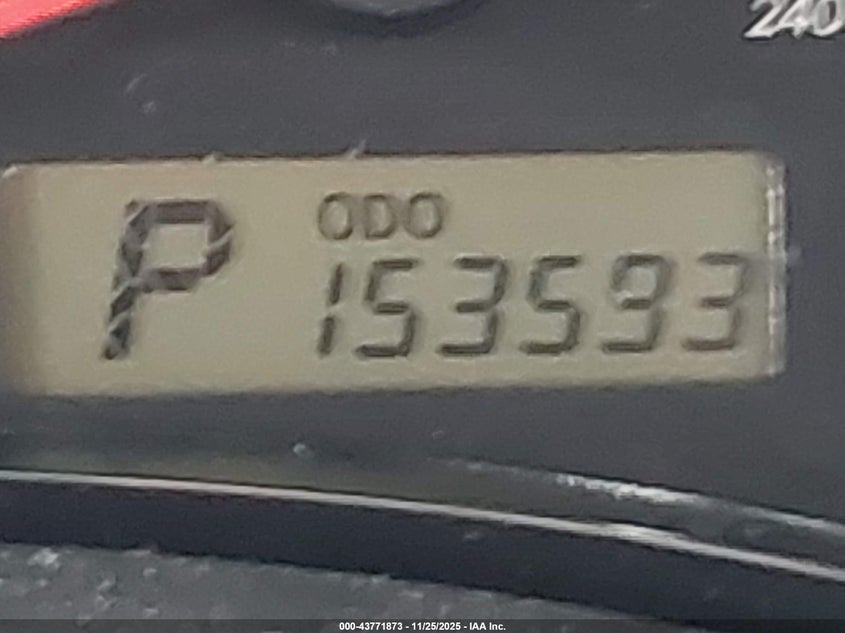 240
P
ODO
153593
000-43771873 - 11/25/2025 - IAA Inc.